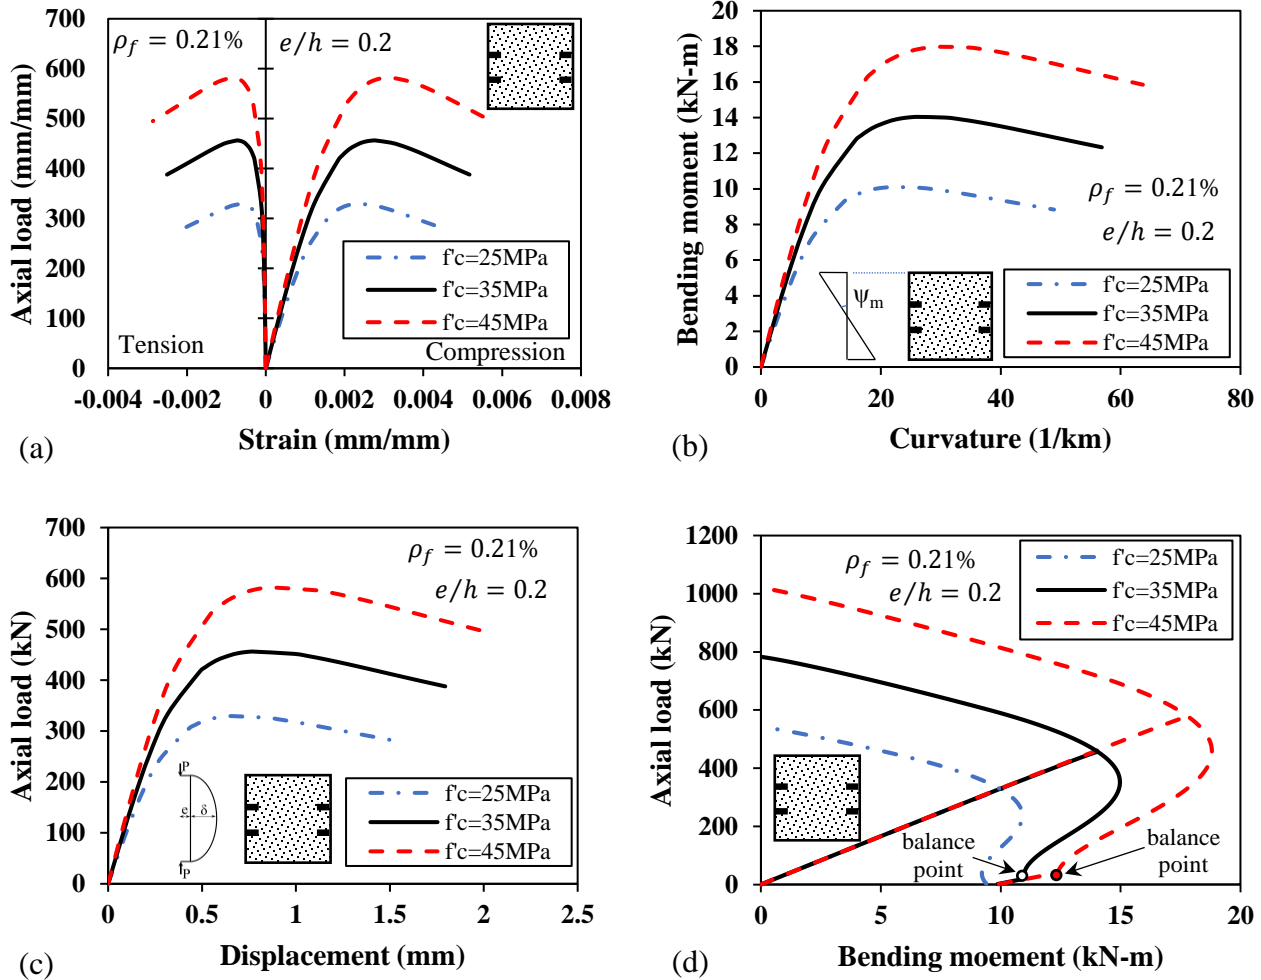 700
600
500
400
300
200
100
0
Axial load (mm/mm)
ρf = 0.21%
e/h = 0.2
f'c=25MPa
f'c=35MPa
f'c=45MPa
Tension
Compression
-0.004 -0.002 0 0.002 0.004 0.006 0.008
Strain (mm/mm)
(a)
20
18
16
14
12
10
8
6
4
2
0
Bending moment (kN-m)
ρf = 0.21%
e/h = 0.2
ψm
f'c=25MPa
f'c=35MPa
f'c=45MPa
0 20 40 60 80
Curvature (1/km)
(b)
700
600
500
400
300
200
100
0
Axial load (kN)
ρf = 0.21%
e/h = 0.2
P
e δ
P
f'c=25MPa
f'c=35MPa
f'c=45MPa
0 0.5 1 1.5 2 2.5
Displacement (mm)
(c)
1200
1000
800
600
400
200
0
Axial load (kN)
ρf = 0.21%
e/h = 0.2
f'c=25MPa
f'c=35MPa
f'c=45MPa
balance
point
balance
point
0 5 10 15 20
Bending moement (kN-m)
(d)